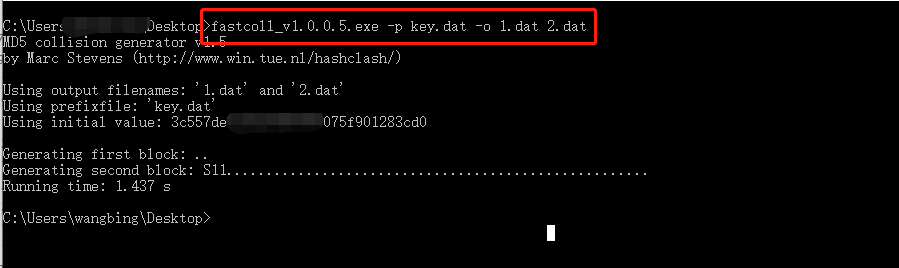 C:\Users\ \Desktop>fastcoll_v1.0.0.5.exe -p key.dat -o 1.dat 2.dat
MD5 collision generator v1.5
by Marc Stevens (http://www.win.tue.nl/hashclash/)
Using output filenames: '1.dat' and '2.dat'
Using prefixfile: 'key.dat'
Using initial value: 3c557de 075f901283cd0
Generating first block: ..
Generating second block: S11.....................................................
Running time: 1.437 s
C:\Users\wangbing\Desktop>